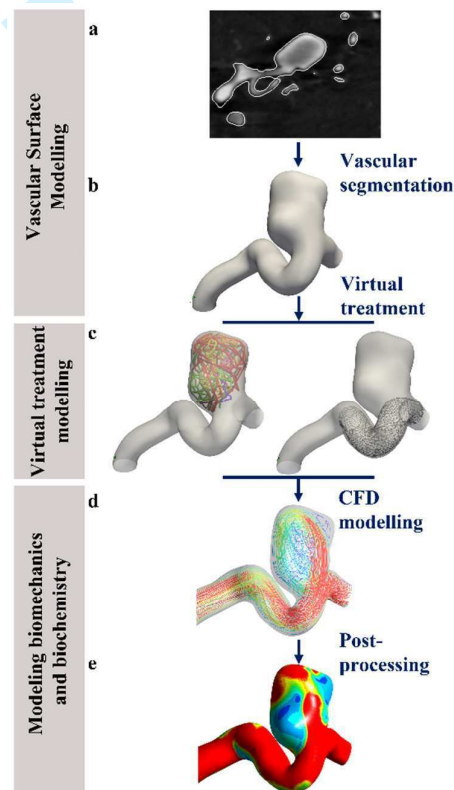 a
Vascular Surface
Modelling
Vascular
segmentation
b
Virtual
treatment
c
Virtual treatment
modelling
d
CFD
modelling
Modeling biomechanics
and biochemistry
Post-
processing
e